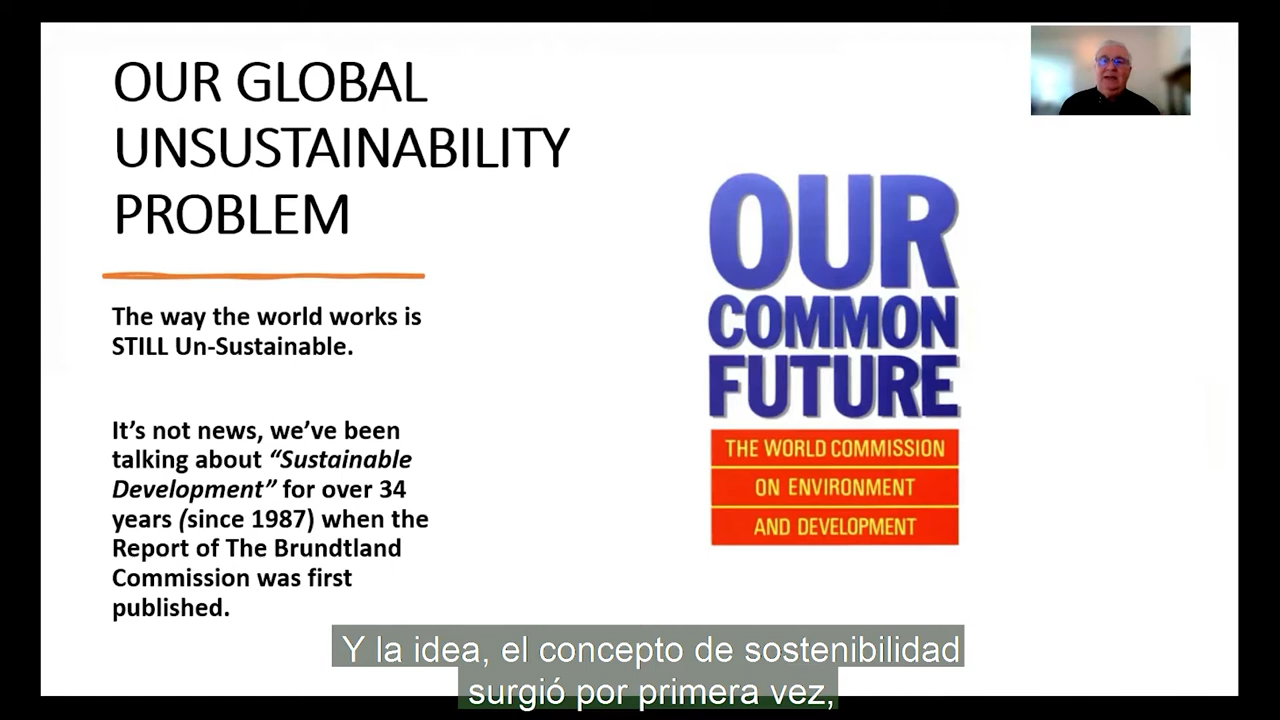 OUR GLOBAL
UNSUSTAINABILITY
PROBLEM
The way the world works is
STILL Un-Sustainable.
It’s not news, we’ve been
talking about “Sustainable
Development” for over 34
years (since 1987) when the
Report of The Brundtland
Commission was first
published.
OUR
COMMON
FUTURE
THE WORLD COMMISSION
ON ENVIRONMENT
AND DEVELOPMENT
Y la idea, el concepto de sostenibilidad
surgió por primera vez,